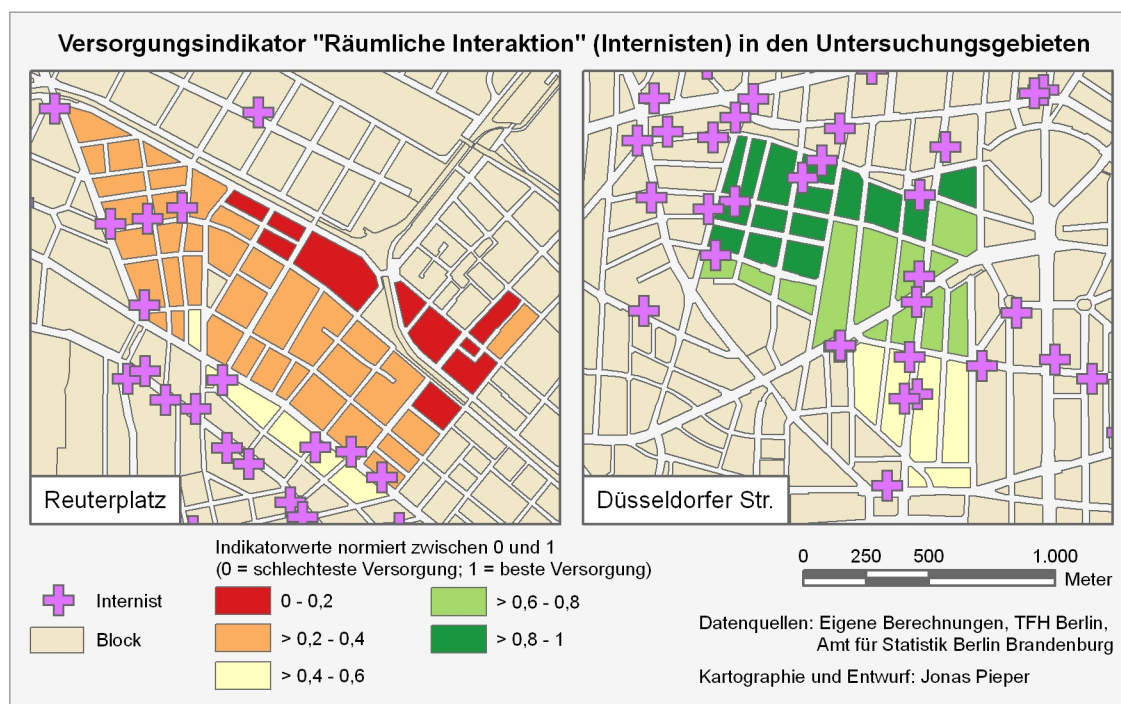 Versorgungsindikator "Räumliche Interaktion" (Internisten) in den Untersuchungsgebieten
Reuterplatz
Düsseldorfer Str.
Indikatorwerte normiert zwischen 0 und 1
(0 = schlechteste Versorgung; 1 = beste Versorgung)
Internist
Block
0 - 0,2
> 0,2 - 0,4
> 0,4 - 0,6
> 0,6 - 0,8
> 0,8 - 1
0 250 500 1.000
Meter
Datenquellen: Eigene Berechnungen, TFH Berlin,
Amt für Statistik Berlin Brandenburg
Kartographie und Entwurf: Jonas Pieper